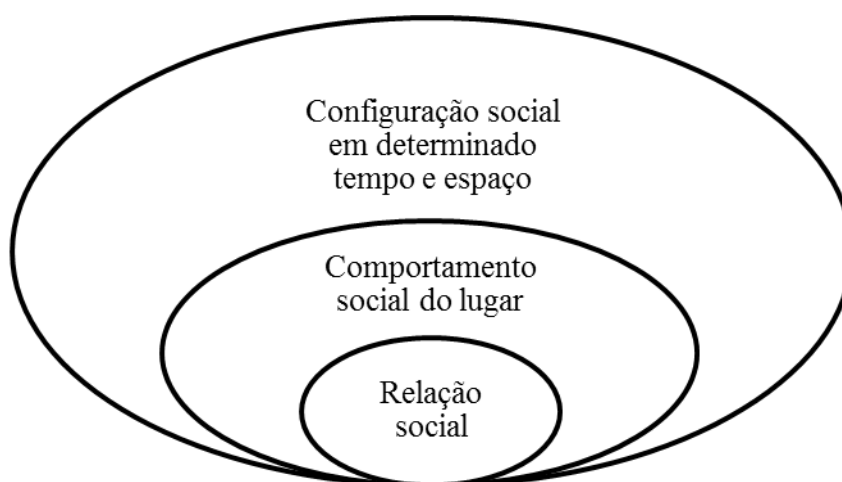 Configuração social
em determinado
tempo e espaço
Comportamento
social do lugar
Relação
social